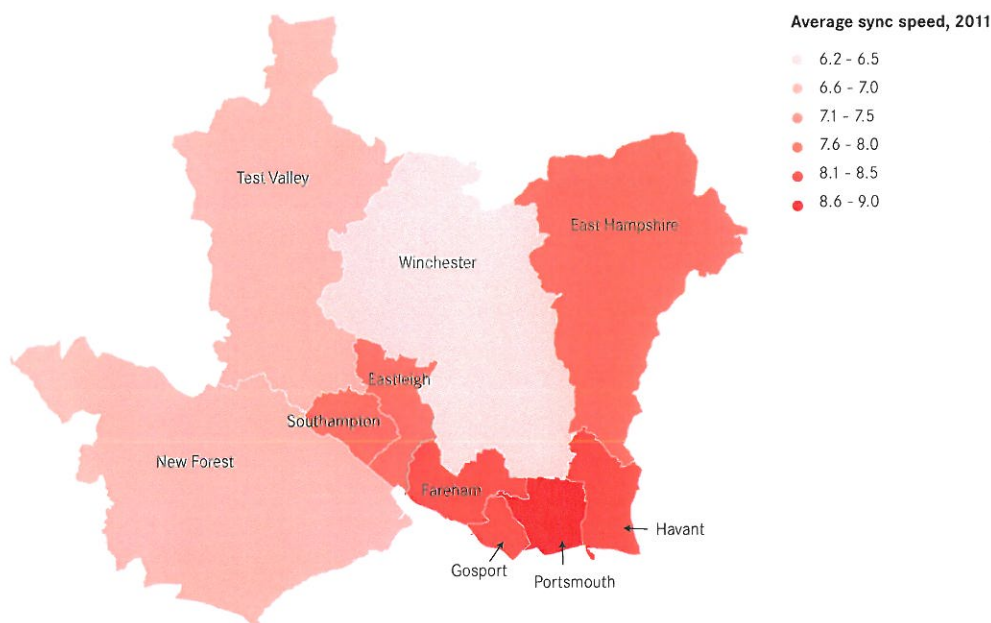 Average sync speed, 2011
6.2 - 6.5
6.6 - 7.0
7.1 - 7.5
7.6 - 8.0
8.1 - 8.5
8.6 - 9.0
Test Valley
East Hampshire
Winchester
Eastleigh
Southampton
New Forest
Fareham
Havant
Gosport
Portsmouth